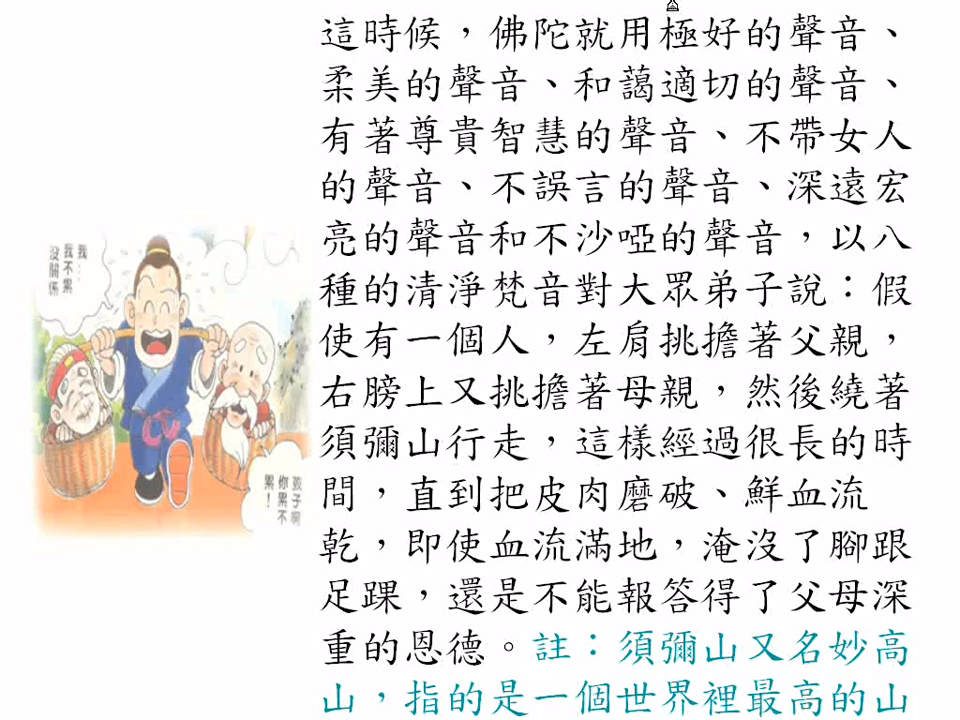 這時候，佛陀就用極好的聲音、
柔美的聲音、和藹適切的聲音、
有著尊貴智慧的聲音、不帶女人
的聲音、不誤言的聲音、深遠宏
亮的聲音和不沙啞的聲音，以八
種的清淨梵音對大眾弟子說：假
使有一個人，左肩挑擔著父親，
右膀上又挑擔著母親，然後繞著
須彌山行走，這樣經過很長的時
間，直到把皮肉磨破、鮮血流
乾，即使血流滿地，淹沒了腳跟
足踝，還是不能報答得了父母深
重的恩德。註：須彌山又名妙高
山，指的是一個世界裡最高的山
我…
我不累
沒關係
孩子啊
你累不
累！